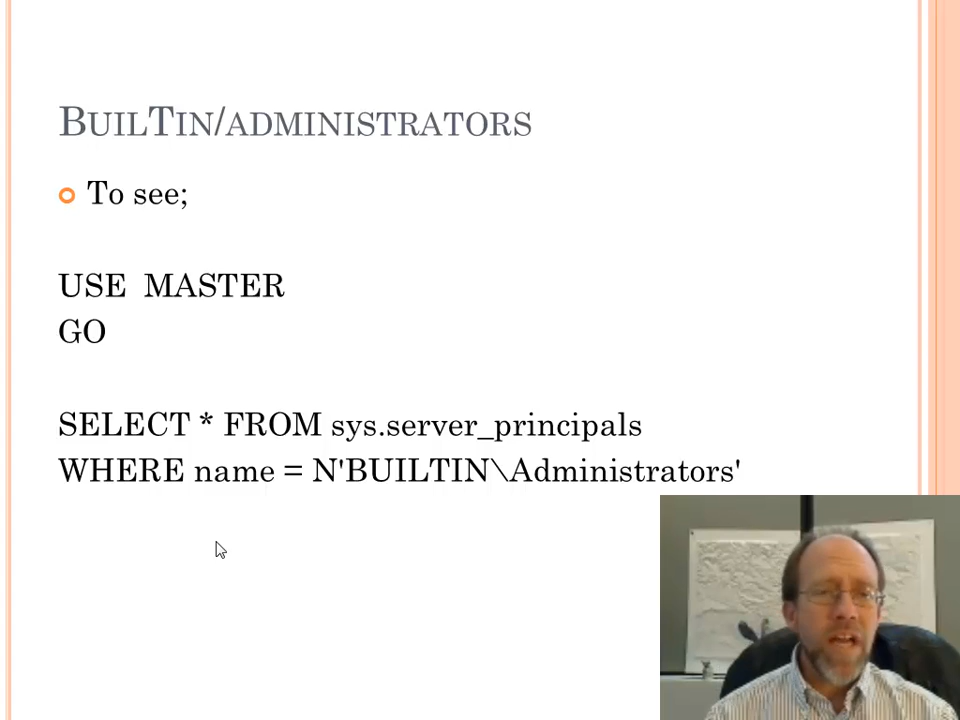 BUILTIN/ADMINISTRATORS
To see;
USE MASTER
GO
SELECT * FROM sys.server_principals
WHERE name = N'BUILTIN\Administrators'